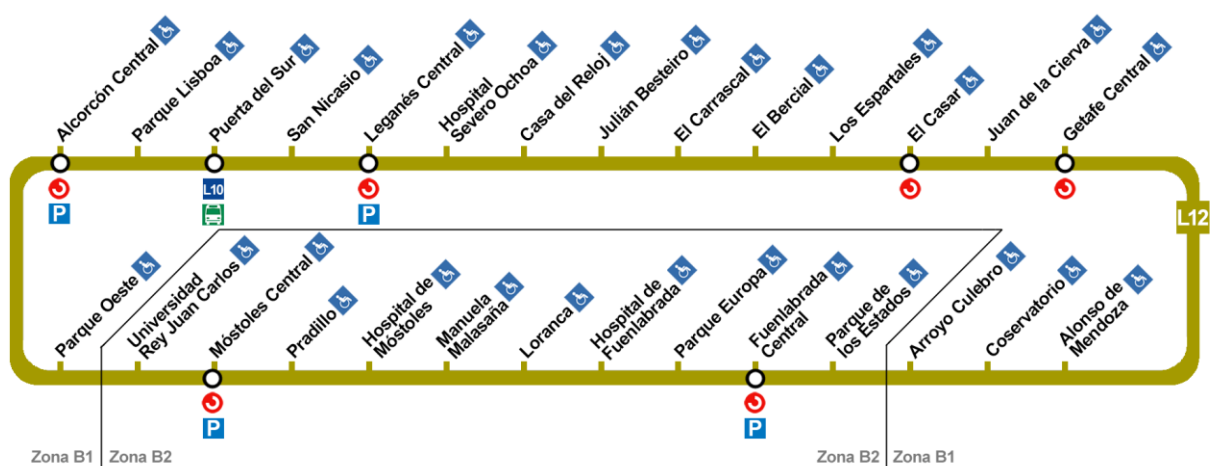 Alcorcón Central
Parque Lisboa
Puerta del Sur
San Nicasio
Leganés Central
Hospital
Severo Ochoa
Casa del Reloj
Julián Besteiro
El Carrascal
El Bercial
Los Espartales
El Casar
Juan de la Cierva
Getafe Central
P
L10
P
L12
Parque Oeste
Universidad
Rey Juan Carlos
Móstoles Central
Pradillo
Hospital de
Móstoles
Manuela
Malasaña
Loranca
Hospital de
Fuenlabrada
Parque Europa
Fuenlabrada
Central
Parque de
los Estados
Arroyo Culebro
Coservatorio
Alonso de
Mendoza
P
P
Zona B1
Zona B2
Zona B2
Zona B1